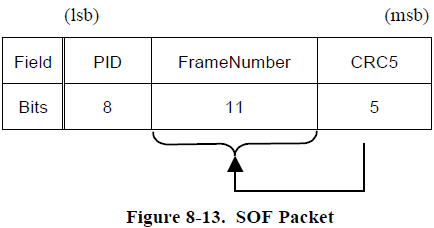 (lsb) (msb)
Field PID FrameNumber CRC5
Bits 8 11 5
Figure 8-13. SOF Packet